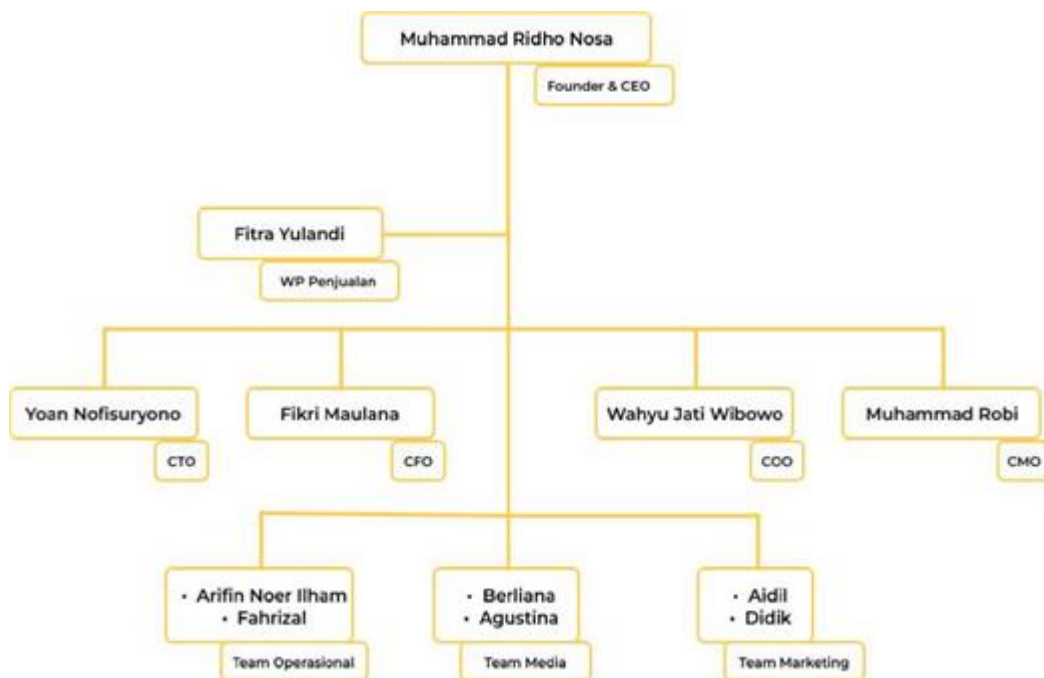 Muhammad Ridho Nosa
Founder & CEO
Fitra Yulandi
WP Penjualan
Yoan Nofisuryono
CTO
Fikri Maulana
CFO
Wahyu Jati Wibowo
COO
Muhammad Robi
CMO
• Arifin Noer Ilham
• Fahrizal
Team Operasional
• Berliana
• Agustina
Team Media
• Aidil
• Didik
Team Marketing